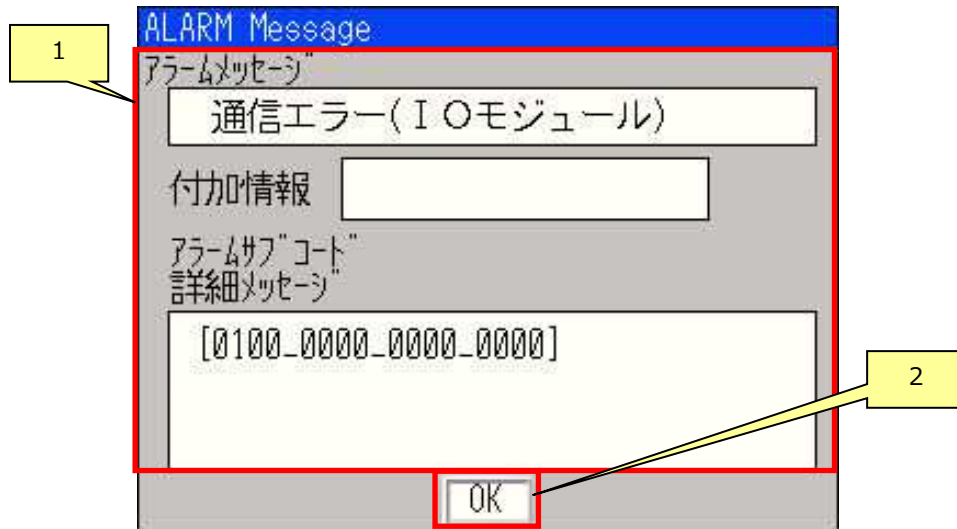 ALARM Message
1
ｱﾗｰﾑﾒｯｾｰｼﾞ
通信エラー(ＩＯモジュール)
付加情報
ｱﾗｰﾑｻﾌﾞｺｰﾄﾞ
詳細ﾒｯｾｰｼﾞ
[0100_0000_0000_0000]
2
OK